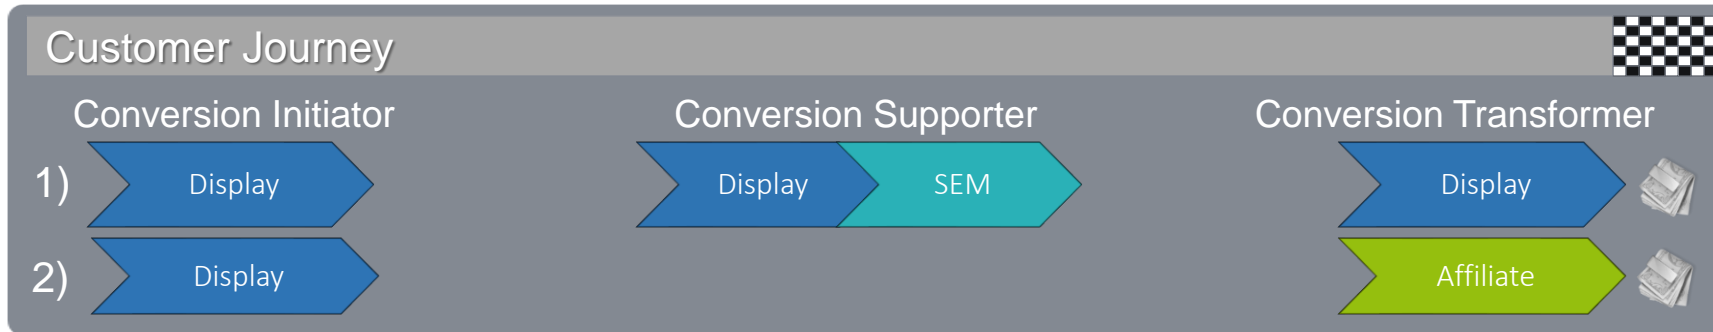 Customer Journey
Conversion Initiator Conversion Supporter Conversion Transformer
1) Display Display SEM Display
2) Display Affiliate